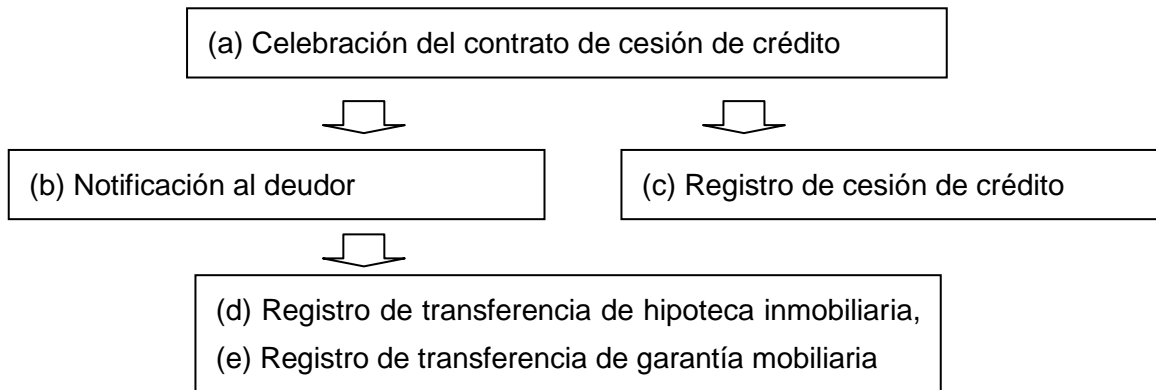 (a) Celebración del contrato de cesión de crédito
(b) Notificación al deudor
(c) Registro de cesión de crédito
(d) Registro de transferencia de hipoteca inmobiliaria,
(e) Registro de transferencia de garantía mobiliaria